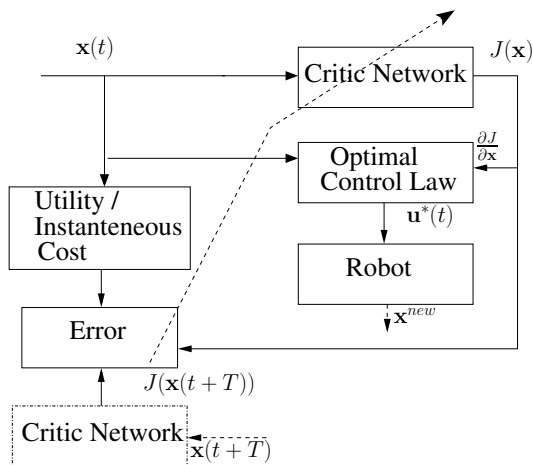 x(t)
J(x)
Critic Network
∂J
∂x
Optimal
Control Law
Utility /
Instanteneous
Cost
u*(t)
Robot
x^{new}
Error
J(x(t + T))
Critic Network
x(t + T)